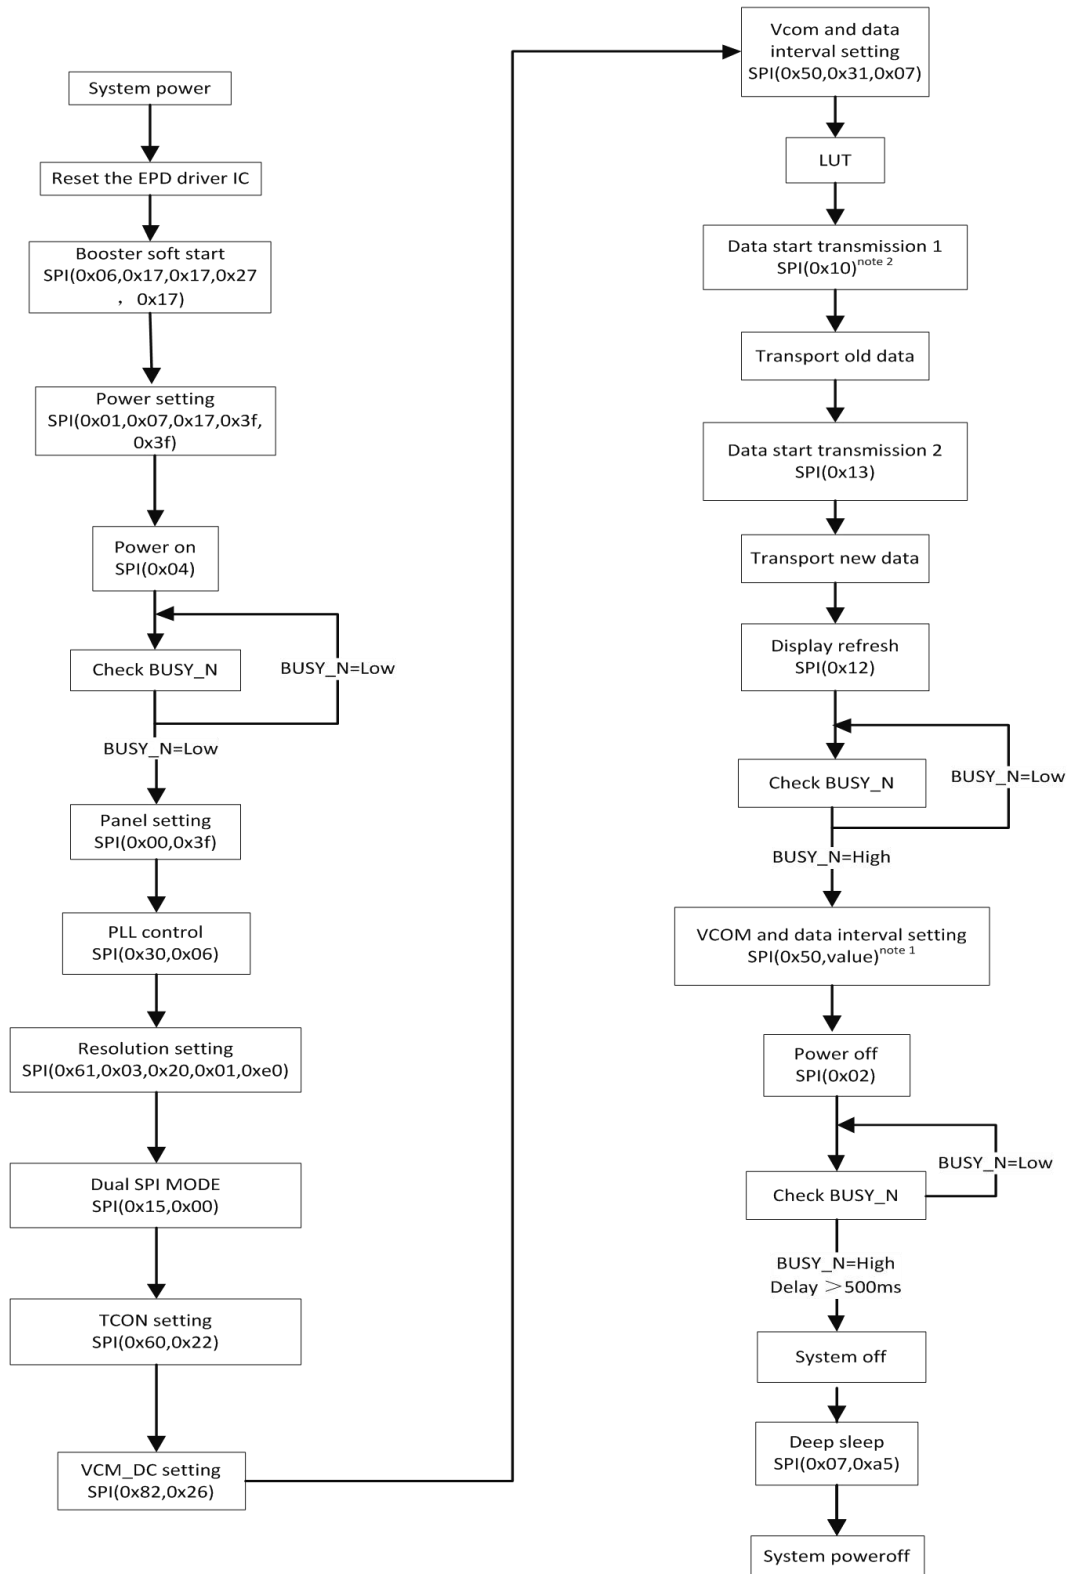 System power
Reset the EPD driver IC
Booster soft start
SPI(0x06,0x17,0x17,0x27
， 0x17)
Power setting
SPI(0x01,0x07,0x17,0x3f,
0x3f)
Power on
SPI(0x04)
Check BUSY_N
BUSY_N=Low
BUSY_N=Low
Panel setting
SPI(0x00,0x3f)
PLL control
SPI(0x30,0x06)
Resolution setting
SPI(0x61,0x03,0x20,0x01,0xe0)
Dual SPI MODE
SPI(0x15,0x00)
TCON setting
SPI(0x60,0x22)
VCM_DC setting
SPI(0x82,0x26)
Vcom and data
interval setting
SPI(0x50,0x31,0x07)
LUT
Data start transmission 1
SPI(0x10)note 2
Transport old data
Data start transmission 2
SPI(0x13)
Transport new data
Display refresh
SPI(0x12)
Check BUSY_N
BUSY_N=Low
BUSY_N=High
VCOM and data interval setting
SPI(0x50,value)note 1
Power off
SPI(0x02)
Check BUSY_N
BUSY_N=Low
BUSY_N=High
Delay ＞500ms
System off
Deep sleep
SPI(0x07,0xa5)
System poweroff